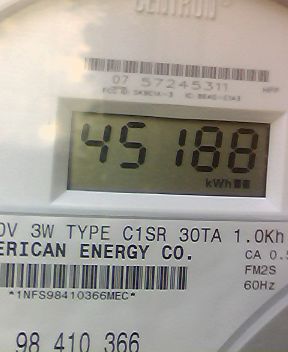 CENTRON®
07 57245311
45188
kWh
0V 3W TYPE C1SR 30TA 1.0Kh
ERICAN ENERGY CO.
CA 0.5
FM2S
*1NFS98410366MEC*
60Hz
98 410 366